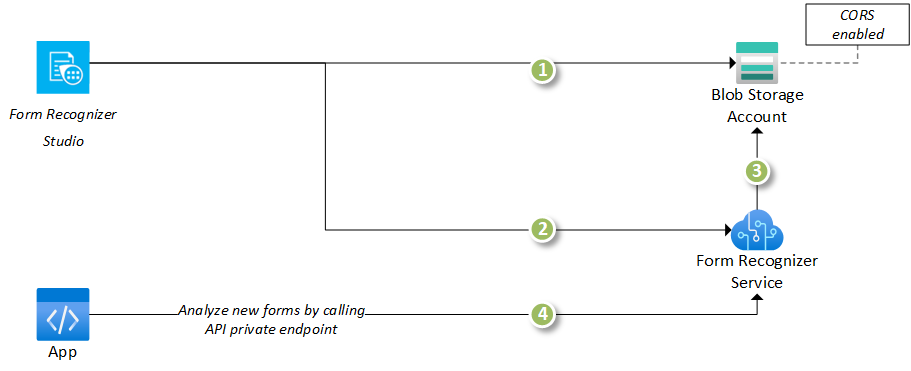 CORS
enabled
1
Blob Storage
Account
Form Recognizer
Studio
3
2
Form Recognizer
Service
Analyze new forms by calling
API private endpoint
4
App